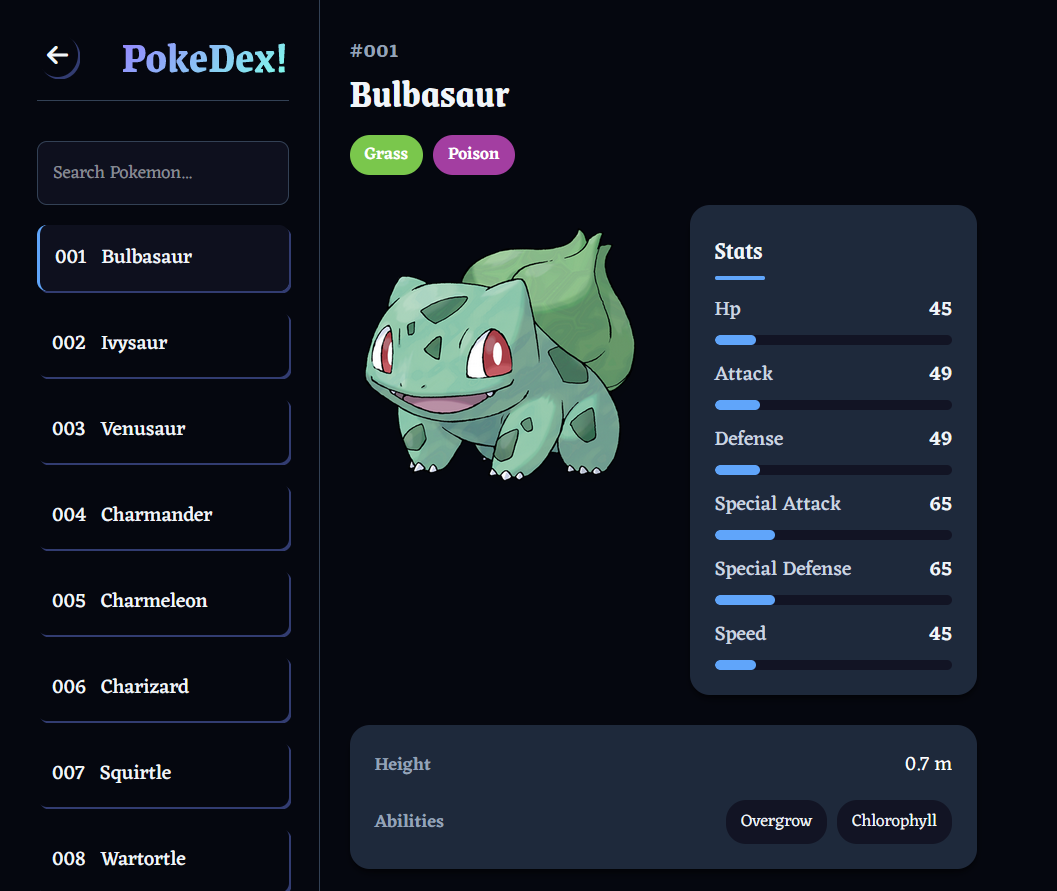 PokeDex!
Search Pokemon...
001 Bulbasaur
002 Ivysaur
003 Venusaur
004 Charmander
005 Charmeleon
006 Charizard
007 Squirtle
008 Wartortle
#001
Bulbasaur
Grass Poison
Stats
Hp 45
Attack 49
Defense 49
Special Attack 65
Special Defense 65
Speed 45
Height 0.7 m
Abilities Overgrow Chlorophyll